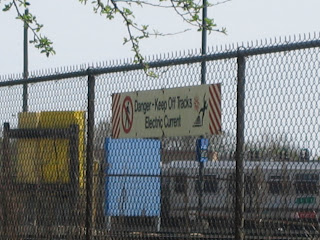 Danger - Keep Off Tracks
Electric Current